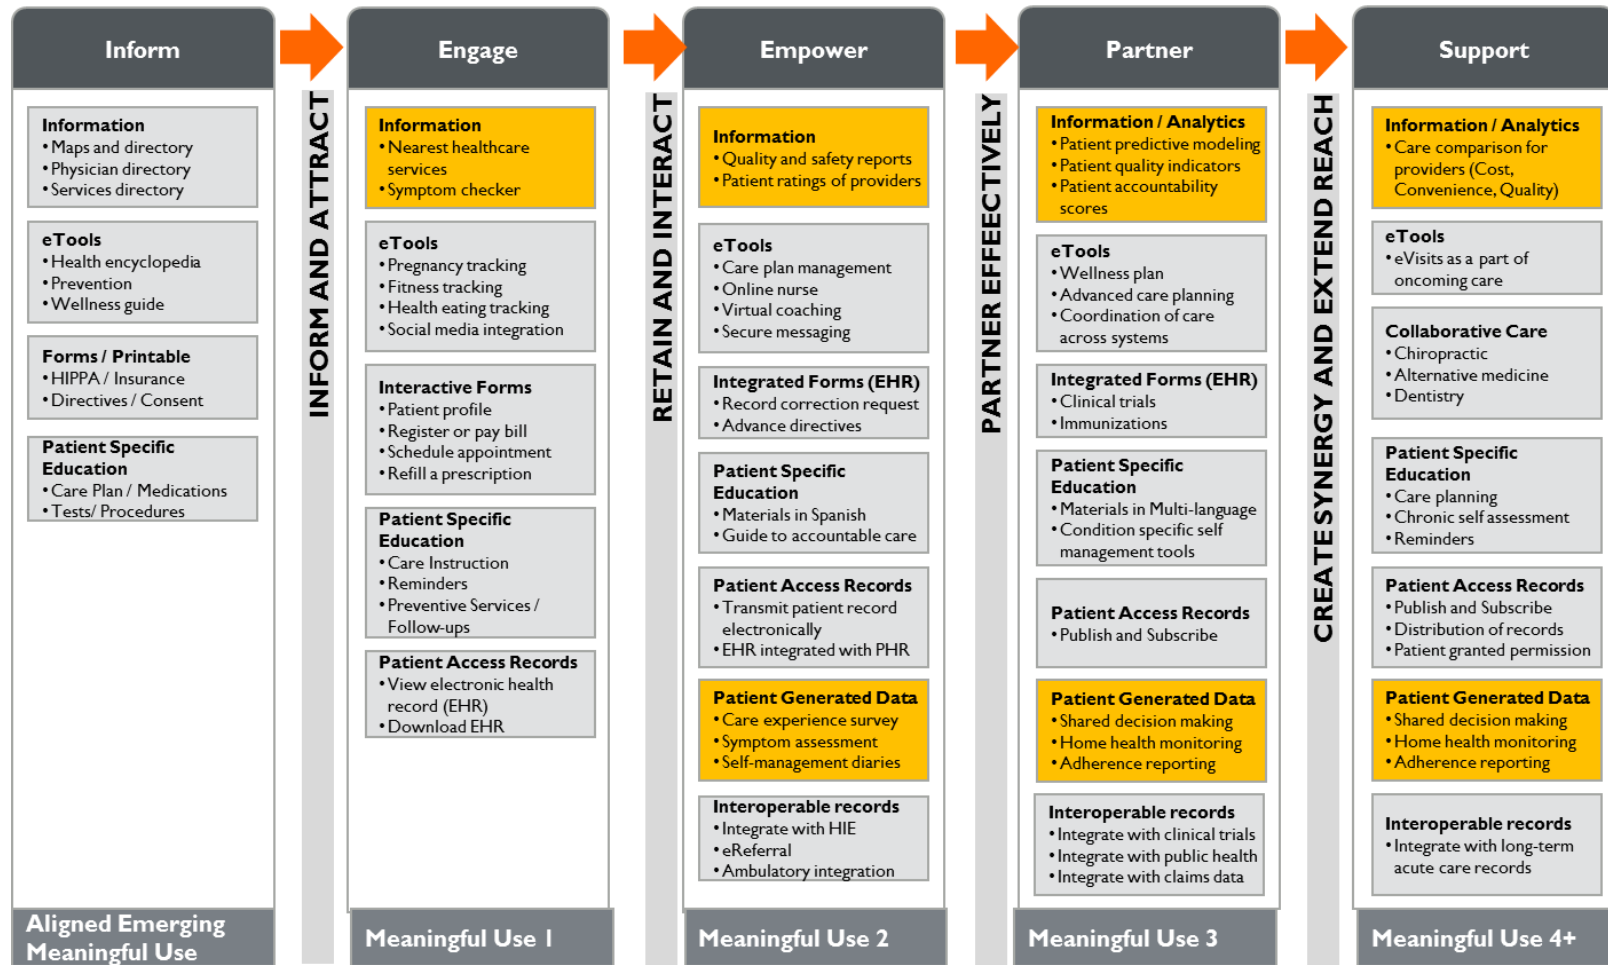 Inform
Information
• Maps and directory
• Physician directory
• Services directory
eTools
• Health encyclopedia
• Prevention
• Wellness guide
Forms / Printable
• HIPPA / Insurance
• Directives / Consent
Patient Specific
Education
• Care Plan / Medications
• Tests/ Procedures
Aligned Emerging
Meaningful Use
INFORM AND ATTRACT
Engage
Information
• Nearest healthcare
services
• Symptom checker
eTools
• Pregnancy tracking
• Fitness tracking
• Health eating tracking
• Social media integration
Interactive Forms
• Patient profile
• Register or pay bill
• Schedule appointment
• Refill a prescription
Patient Specific
Education
• Care Instruction
• Reminders
• Preventive Services /
Follow-ups
Patient Access Records
• View electronic health
record (EHR)
• Download EHR
Meaningful Use 1
RETAIN AND INTERACT
Empower
Information
• Quality and safety reports
• Patient ratings of providers
eTools
• Care plan management
• Online nurse
• Virtual coaching
• Secure messaging
Integrated Forms (EHR)
• Record correction request
• Advance directives
Patient Specific
Education
• Materials in Spanish
• Guide to accountable care
Patient Access Records
• Transmit patient record
electronically
• EHR integrated with PHR
Patient Generated Data
• Care experience survey
• Symptom assessment
• Self-management diaries
Interoperable records
• Integrate with HIE
• eReferral
• Ambulatory integration
Meaningful Use 2
PARTNER EFFEECTIVELY
Partner
Information / Analytics
• Patient predictive modeling
• Patient quality indicators
• Patient accountability
scores
eTools
• Wellness plan
• Advanced care planning
• Coordination of care
across systems
Integrated Forms (EHR)
• Clinical trials
• Immunizations
Patient Specific
Education
• Materials in Multi-language
• Condition specific self
management tools
Patient Access Records
• Publish and Subscribe
Patient Generated Data
• Shared decision making
• Home health monitoring
• Adherence reporting
Interoperable records
• Integrate with clinical trials
• Integrate with public health
• Integrate with claims data
Meaningful Use 3
CREATE SYNERGY AND EXTEND REACH
Support
Information / Analytics
• Care comparison for
providers (Cost,
Convenience, Quality)
eTools
• eVisits as a part of
oncoming care
Collaborative Care
• Chiropractic
• Alternative medicine
• Dentistry
Patient Specific
Education
• Care planning
• Chronic self assessment
• Reminders
Patient Access Records
• Publish and Subscribe
• Distribution of records
• Patient granted permission
Patient Generated Data
• Shared decision making
• Home health monitoring
• Adherence reporting
Interoperable records
• Integrate with long-term
acute care records
Meaningful Use 4+